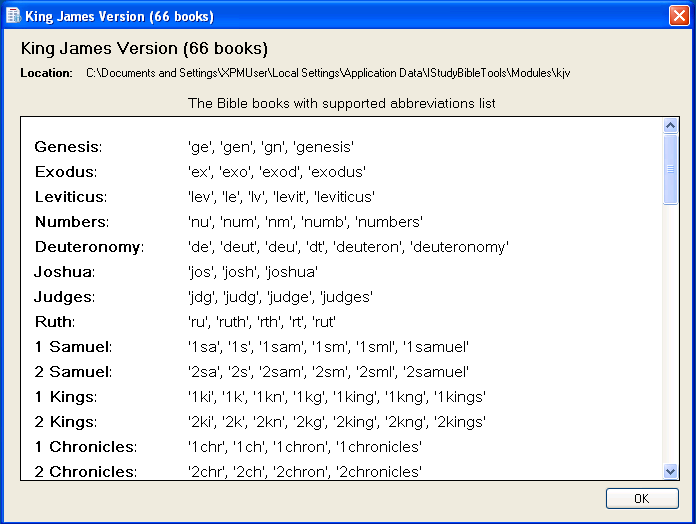 King James Version (66 books)
King James Version (66 books)
Location: C:\Documents and Settings\XPMUser\Local Settings\Application Data\IStudyBibleTools\Modules\kjv
The Bible books with supported abbreviations list
Genesis: 'ge', 'gen', 'gn', 'genesis'
Exodus: 'ex', 'exo', 'exod', 'exodus'
Leviticus: 'lev', 'le', 'lv', 'levit', 'leviticus'
Numbers: 'nu', 'num', 'nm', 'numb', 'numbers'
Deuteronomy: 'de', 'deut', 'deu', 'dt', 'deuteron', 'deuteronomy'
Joshua: 'jos', 'josh', 'joshua'
Judges: 'jdg', 'judg', 'judge', 'judges'
Ruth: 'ru', 'ruth', 'rth', 'rt', 'rut'
1 Samuel: '1sa', '1s', '1sam', '1sm', '1sml', '1samuel'
2 Samuel: '2sa', '2s', '2sam', '2sm', '2sml', '2samuel'
1 Kings: '1ki', '1k', '1kn', '1kg', '1king', '1kng', '1kings'
2 Kings: '2ki', '2k', '2kn', '2kg', '2king', '2kng', '2kings'
1 Chronicles: '1chr', '1ch', '1chron', '1chronicles'
2 Chronicles: '2chr', '2ch', '2chron', '2chronicles'
OK